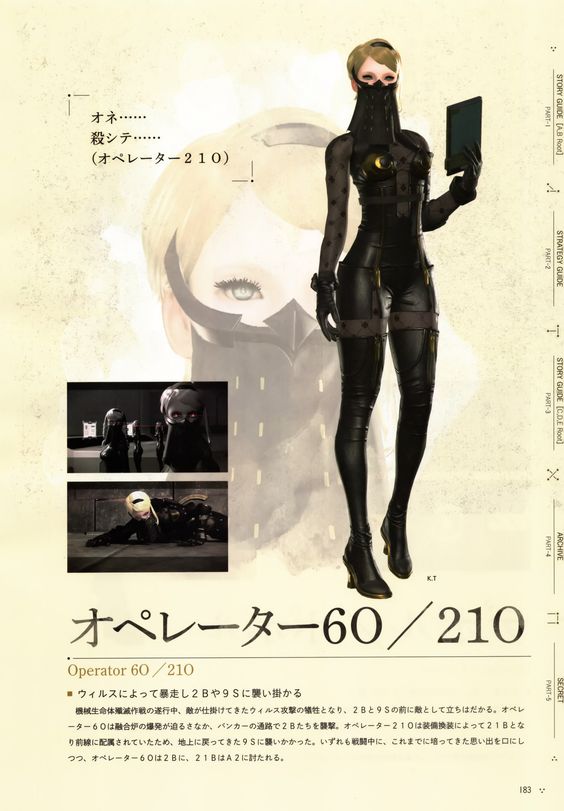 オネ……
殺シテ……
（オペレーター２１０）
K.T
オペレーター60／210
Operator 60／210
■ ウィルスによって暴走し２Ｂや９Ｓに襲い掛かる
機械生命体殲滅作戦の遂行中、敵が仕掛けてきたウィルス攻撃の犠牲となり、２Ｂと９Ｓの前に敵として立ちはだかる。オペレ
ーター６０は融合炉の爆発が迫るさなか、バンカーの通路で２Ｂたちを襲撃。オペレーター２１０は装備換装によって２１Ｂとな
り前線に配属されていたため、地上に戻ってきた９Ｓに襲いかかった。いずれも戦闘中に、これまでに培ってきた思い出を口にし
つつ、オペレーター６０は２Ｂに、２１ＢはＡ２に討たれる。
STORY GUIDE [A,B Root]
PART-1
STRATEGY GUIDE
PART-2
STORY GUIDE [C,D,E Root]
PART-3
ARCHIVE
PART-4
SECRET
PART-5
183